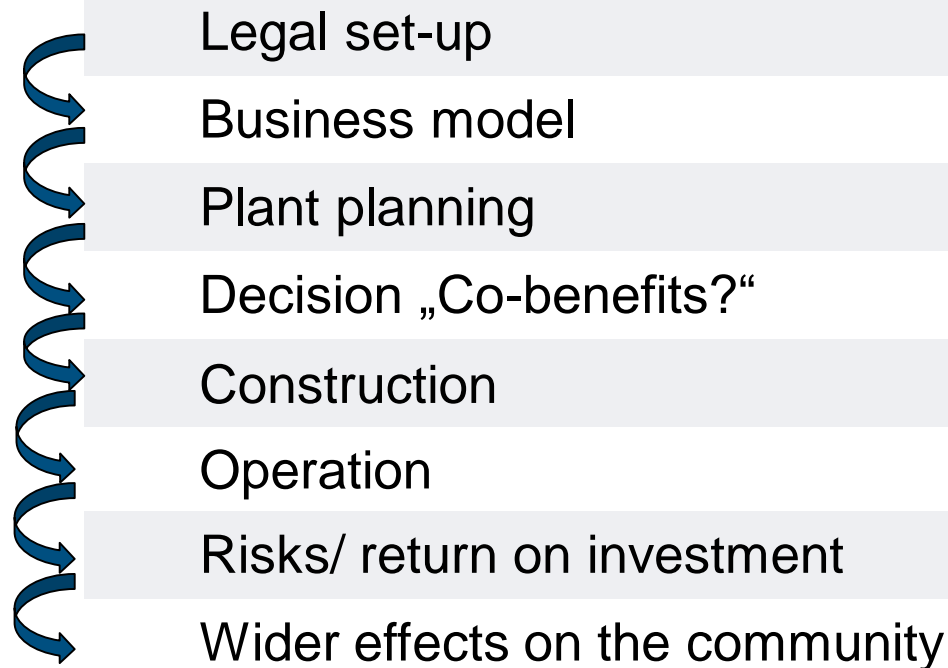 Legal set-up
Business model
Plant planning
Decision „Co-benefits?“
Construction
Operation
Risks/ return on investment
Wider effects on the community